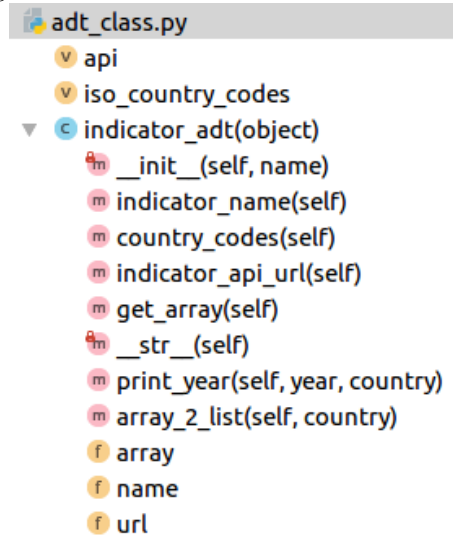 adt_class.py
v api
v iso_country_codes
c indicator_adt(object)
m __init__(self, name)
m indicator_name(self)
m country_codes(self)
m indicator_api_url(self)
m get_array(self)
m __str__(self)
m print_year(self, year, country)
m array_2_list(self, country)
f array
f name
f url